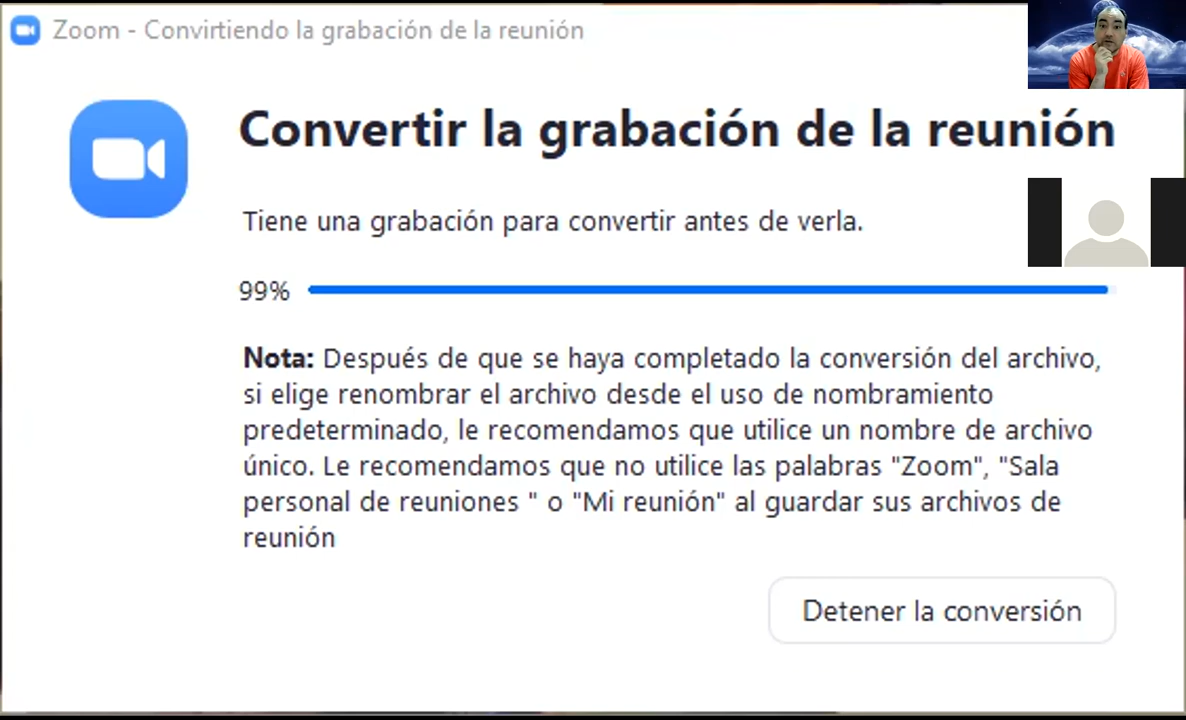 Zoom - Convirtiendo la grabación de la reunión
Convertir la grabación de la reunión
Tiene una grabación para convertir antes de verla.
99%
Nota: Después de que se haya completado la conversión del archivo,
si elige renombrar el archivo desde el uso de nombramiento
predeterminado, le recomendamos que utilice un nombre de archivo
único. Le recomendamos que no utilice las palabras "Zoom", "Sala
personal de reuniones " o "Mi reunión" al guardar sus archivos de
reunión
Detener la conversión